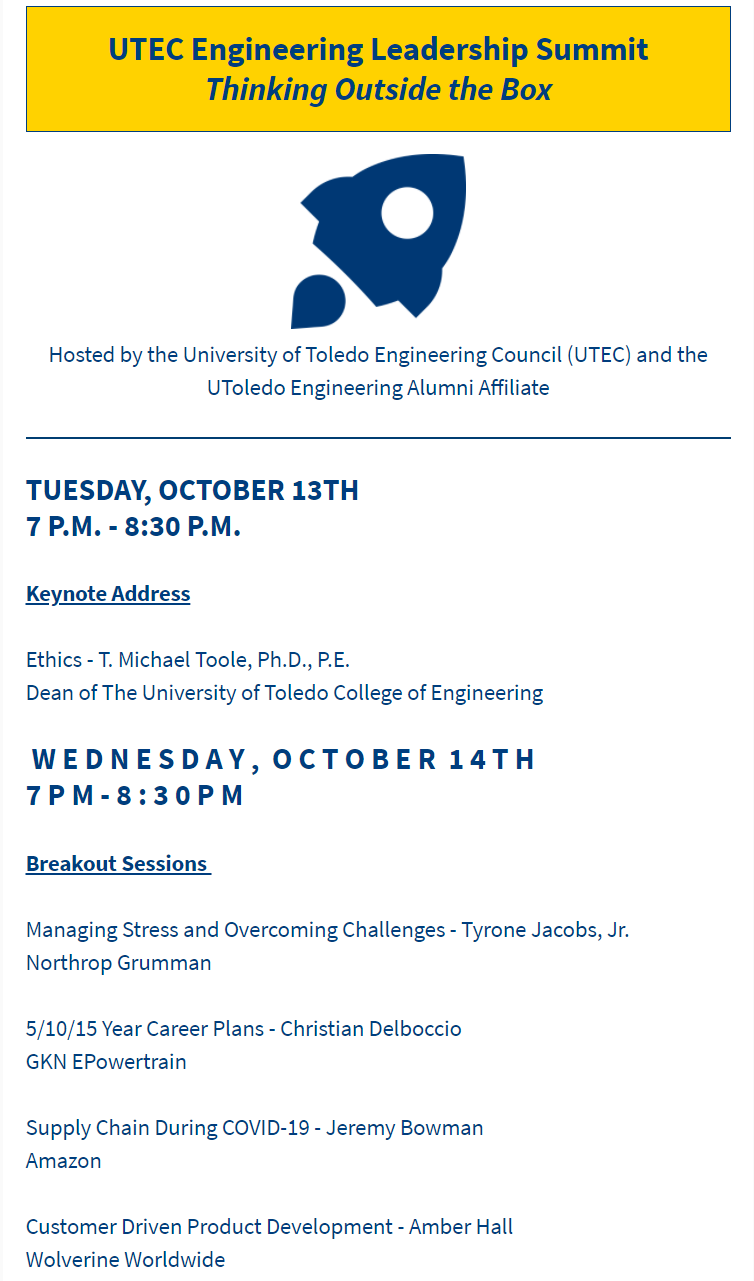 UTEC Engineering Leadership Summit
Thinking Outside the Box
Hosted by the University of Toledo Engineering Council (UTEC) and the
UToledo Engineering Alumni Affiliate
TUESDAY, OCTOBER 13TH
7 P.M. - 8:30 P.M.
Keynote Address
Ethics - T. Michael Toole, Ph.D., P.E.
Dean of The University of Toledo College of Engineering
WEDNESDAY, OCTOBER 14TH
7PM-8:30PM
Breakout Sessions
Managing Stress and Overcoming Challenges - Tyrone Jacobs, Jr.
Northrop Grumman
5/10/15 Year Career Plans - Christian Delboccio
GKN EPowertrain
Supply Chain During COVID-19 - Jeremy Bowman
Amazon
Customer Driven Product Development - Amber Hall
Wolverine Worldwide